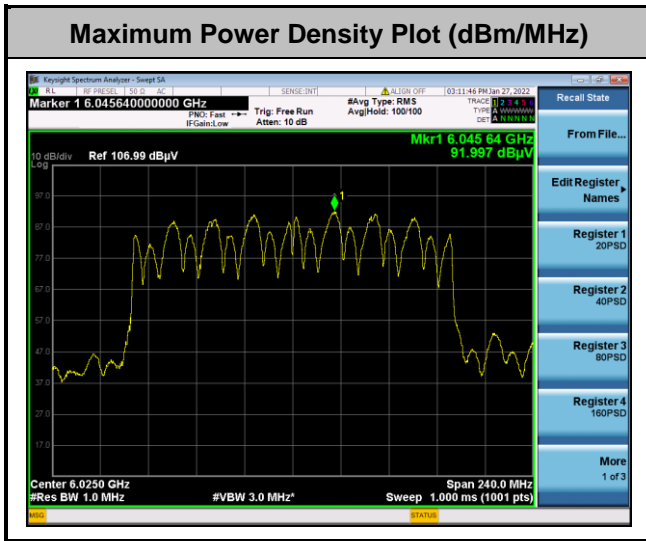 Maximum Power Density Plot (dBm/MHz)
Keysight Spectrum Analyzer - Swept SA
RL RF PRESEL 50 Ω AC SENSE:INT ALIGN OFF 03:11:46 PM Jan 27, 2022
Marker 1 6.045640000000 GHz
PNO: Fast
IFGain:Low
Trig: Free Run
Atten: 10 dB
#Avg Type: RMS
Avg|Hold: 100/100
TRACE 1 2 3 4 5 6
TYPE A WWWWW
DET A NNNNN
Mkr1 6.045 64 GHz
91.997 dBµV
10 dB/div Ref 106.99 dBµV
Log
1
97.0
87.0
77.0
67.0
57.0
47.0
37.0
27.0
17.0
Center 6.0250 GHz Span 240.0 MHz
#Res BW 1.0 MHz #VBW 3.0 MHz* Sweep 1.000 ms (1001 pts)
MSG STATUS
Recall State
From File...
Edit Register
Names
Register 1
20PSD
Register 2
40PSD
Register 3
80PSD
Register 4
160PSD
More
1 of 3